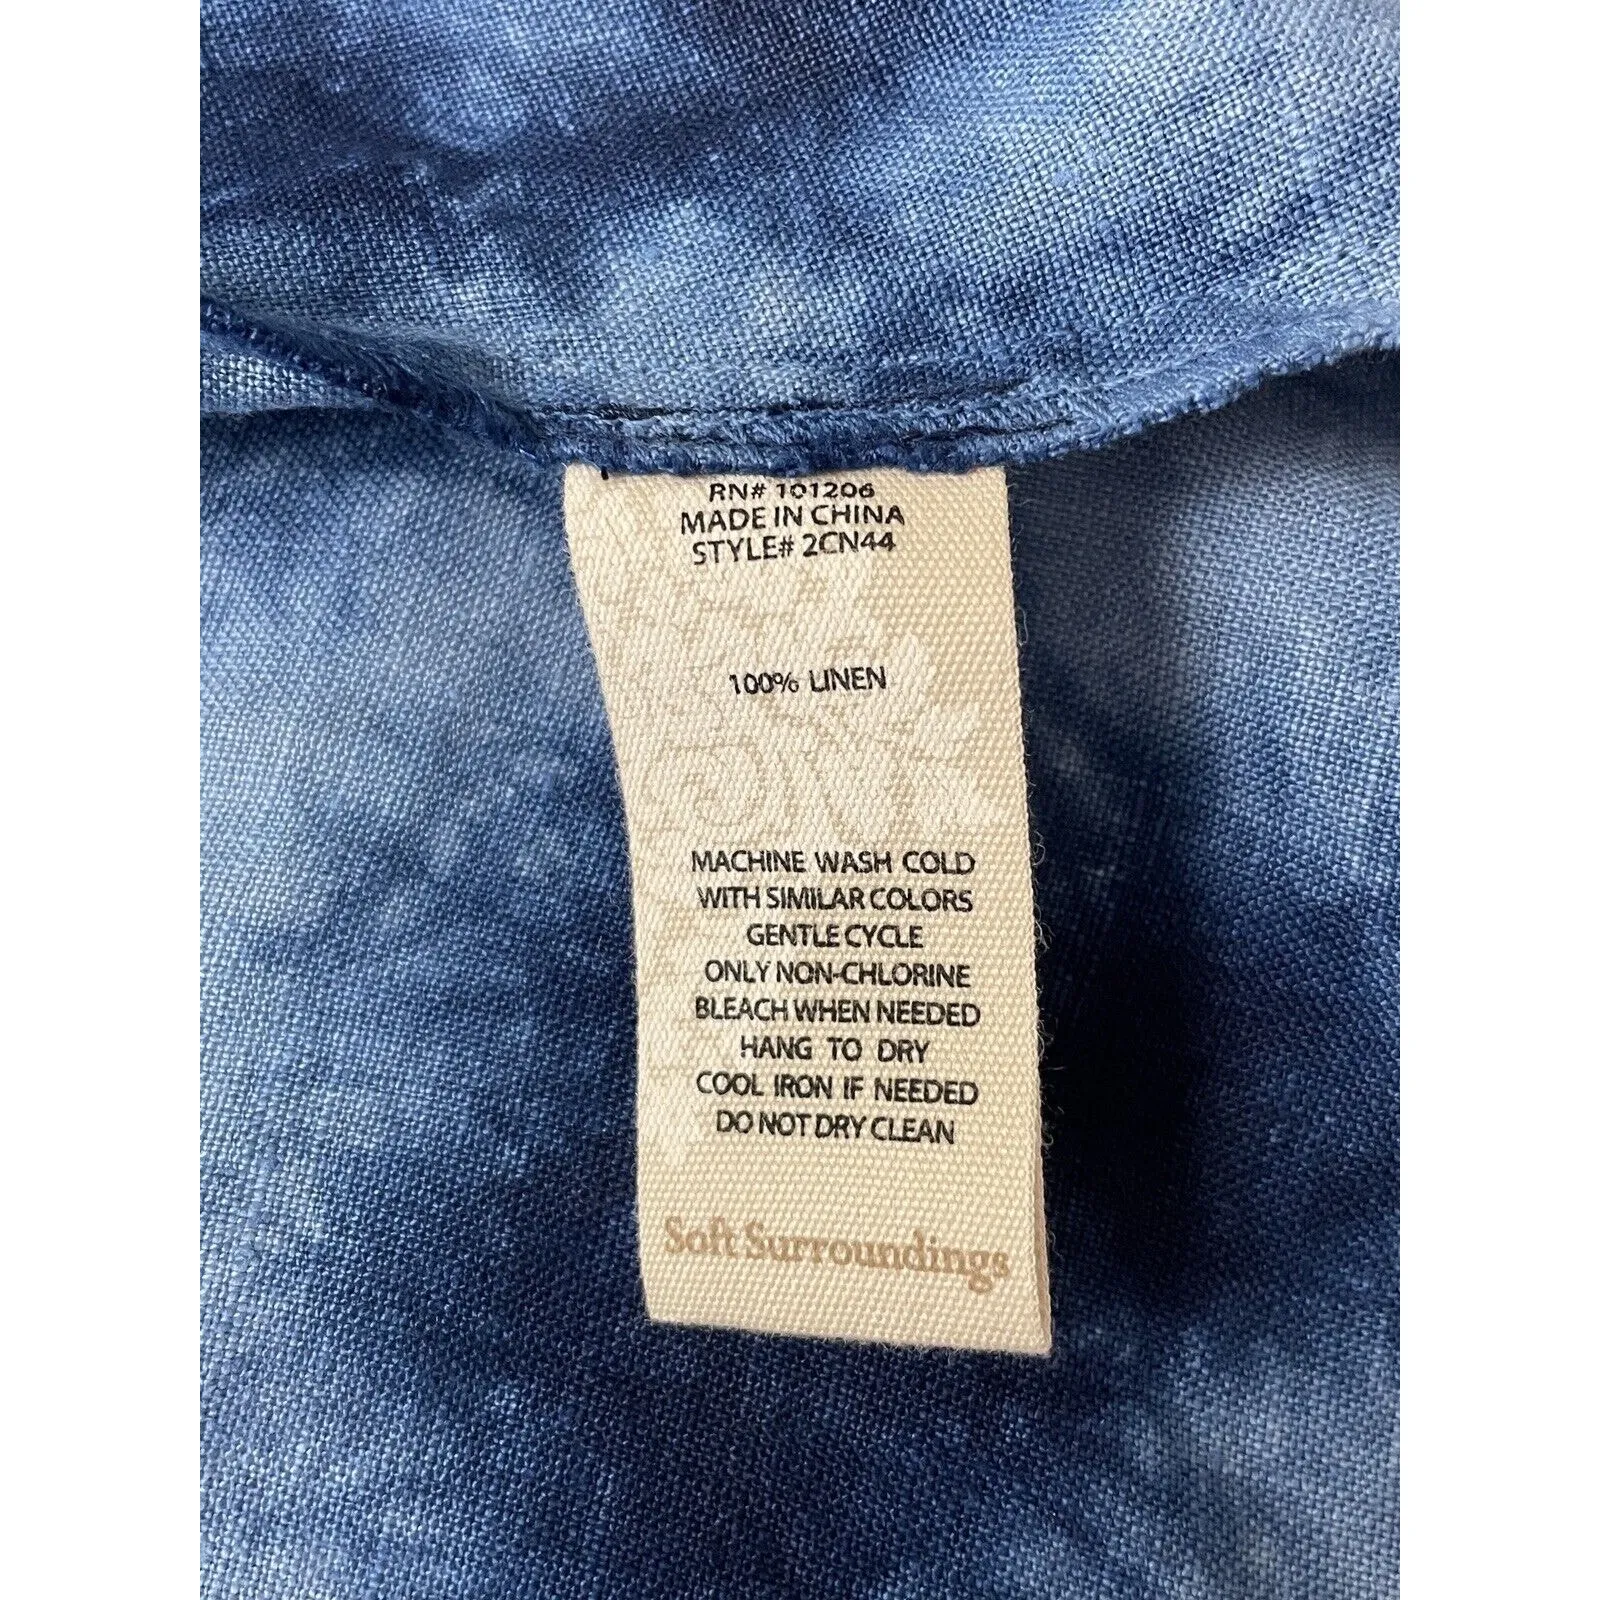 RN# 101206
MADE IN CHINA
STYLE# 2CN44
100% LINEN
MACHINE WASH COLD
WITH SIMILAR COLORS
GENTLE CYCLE
ONLY NON-CHLORINE
BLEACH WHEN NEEDED
HANG TO DRY
COOL IRON IF NEEDED
DO NOT DRY CLEAN
Soft Surroundings